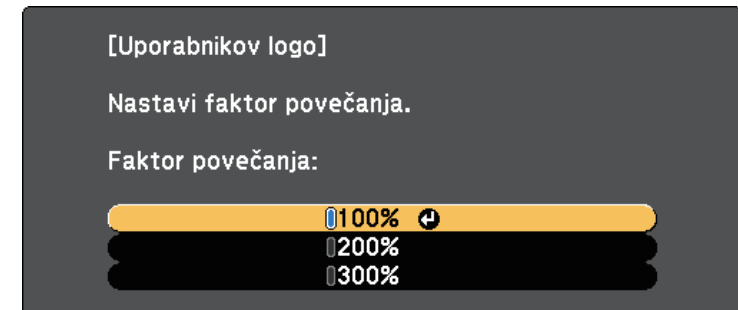 [Uporabnikov logo]
Nastavi faktor povečanja.
Faktor povečanja:
100%
200%
300%